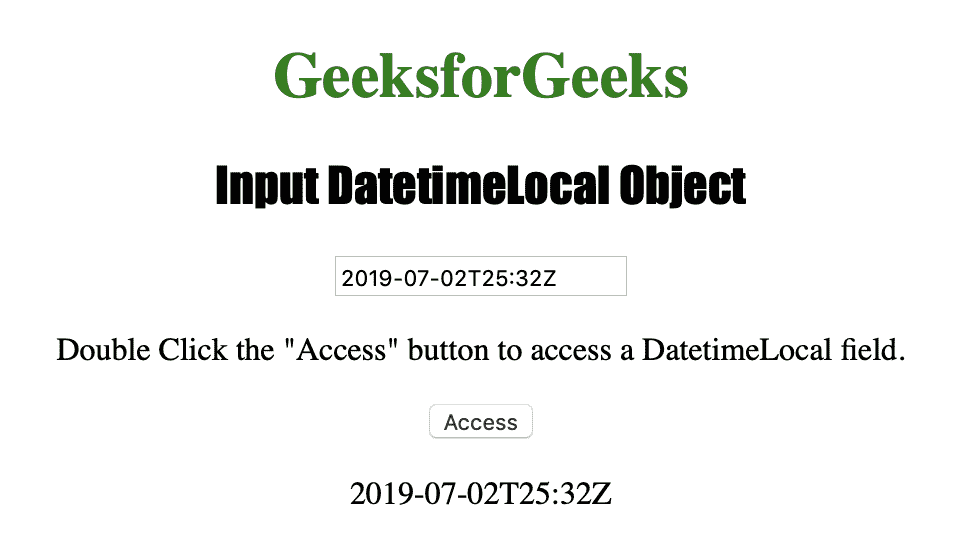 GeeksforGeeks
Input DatetimeLocal Object
2019-07-02T25:32Z
Double Click the "Access" button to access a DatetimeLocal field.
Access
2019-07-02T25:32Z